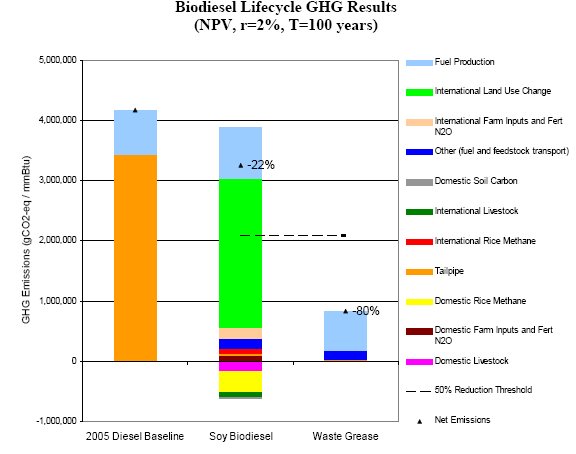 Biodiesel Lifecycle GHG Results
(NPV, r=2%, T=100 years)
GHG Emissions (gCO2-eq / mmBtu)
5,000,000
4,000,000
3,000,000
2,000,000
1,000,000
0
-1,000,000
-22%
-80%
2005 Diesel Baseline
Soy Biodiesel
Waste Grease
Fuel Production
International Land Use Change
International Farm Inputs and Fert
N2O
Other (fuel and feedstock transport)
Domestic Soil Carbon
International Livestock
International Rice Methane
Tailpipe
Domestic Rice Methane
Domestic Farm Inputs and Fert
N2O
Domestic Livestock
50% Reduction Threshold
Net Emissions